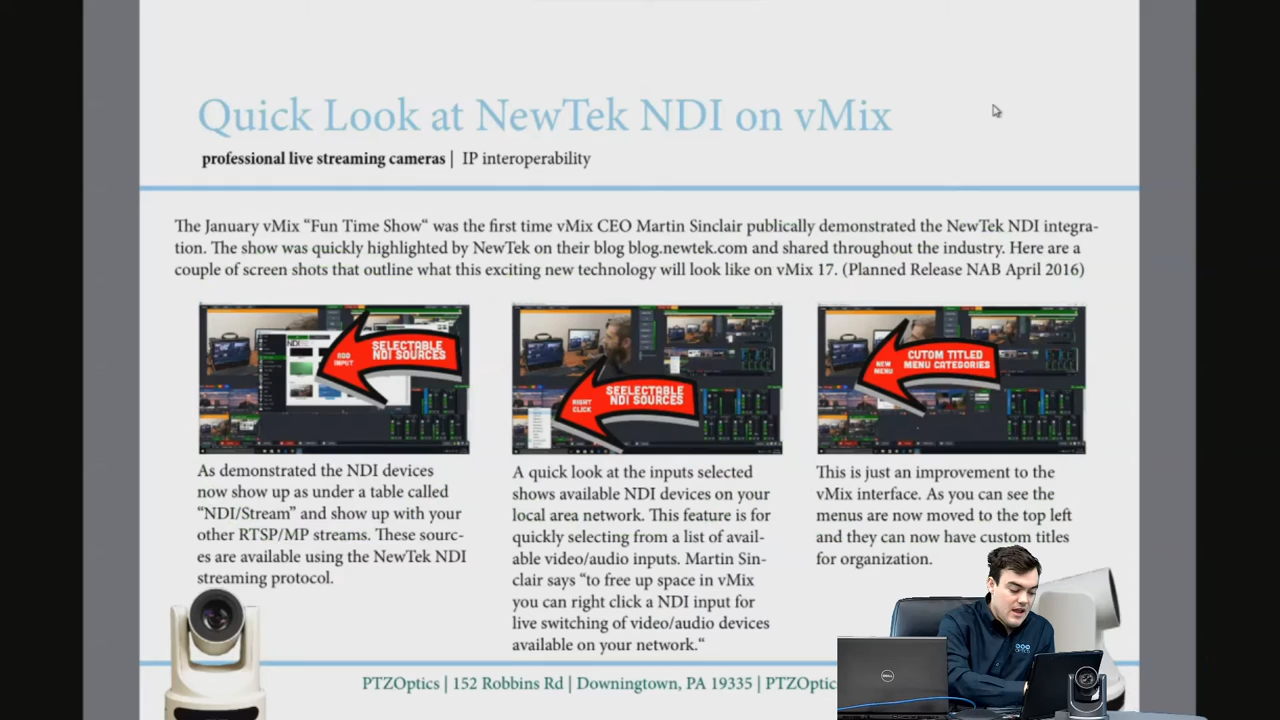 Quick Look at NewTek NDI on vMix
professional live streaming cameras | IP interoperability
The January vMix “Fun Time Show“ was the first time vMix CEO Martin Sinclair publically demonstrated the NewTek NDI integra-
tion. The show was quickly highlighted by NewTek on their blog blog.newtek.com and shared throughout the industry. Here are a
couple of screen shots that outline what this exciting new technology will look like on vMix 17. (Planned Release NAB April 2016)
ADD
INPUT
SELECTABLE
NDI SOURCES
RIGHT
CLICK
SEELECTABLE
NDI SOURCES
NEW
MENU
CUTOM TITLED
MENU CATEGORIES
As demonstrated the NDI devices
now show up as under a table called
“NDI/Stream” and show up with your
other RTSP/MP streams. These sourc-
es are available using the NewTek NDI
streaming protocol.
A quick look at the inputs selected
shows available NDI devices on your
local area network. This feature is for
quickly selecting from a list of avail-
able video/audio inputs. Martin Sin-
clair says “to free up space in vMix
you can right click a NDI input for
live switching of video/audio devices
available on your network.“
This is just an improvement to the
vMix interface. As you can see the
menus are now moved to the top left
and they can now have custom titles
for organization.
PTZOptics | 152 Robbins Rd | Downingtown, PA 19335 | PTZOptic